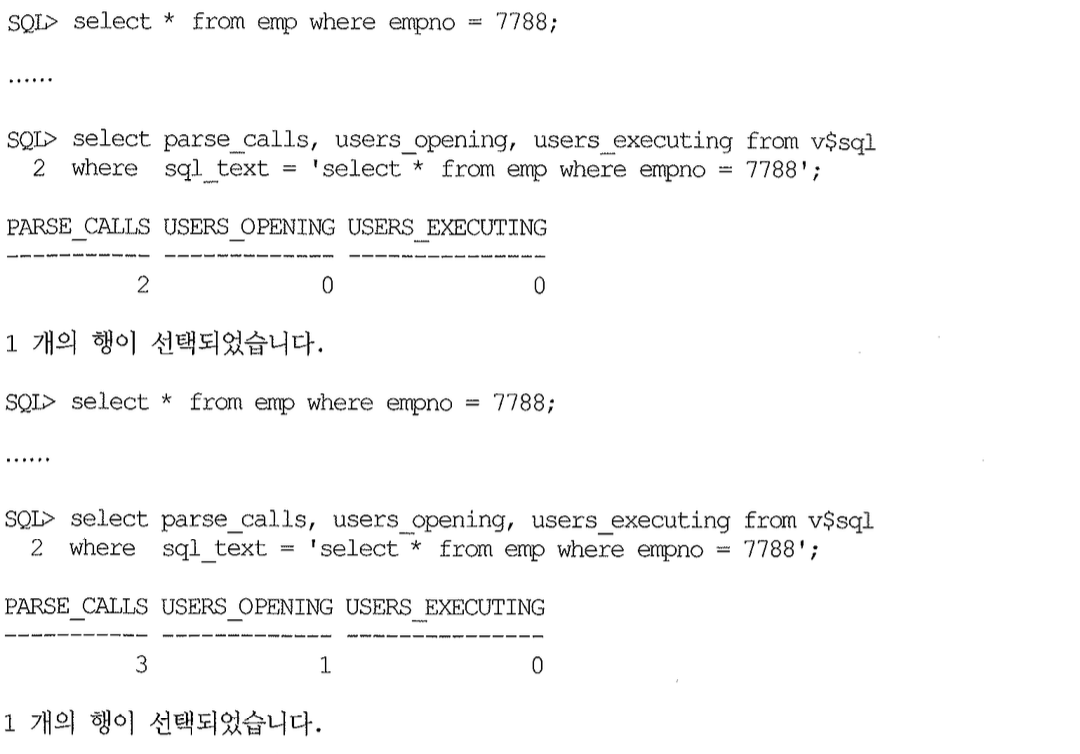 SQL> select * from emp where empno = 7788;
......
SQL> select parse_calls, users_opening, users_executing from v$sql
2 where sql_text = 'select * from emp where empno = 7788';
PARSE_CALLS USERS_OPENING USERS_EXECUTING
----------- ------------- ---------------
2 0 0
1 개의 행이 선택되었습니다.
SQL> select * from emp where empno = 7788;
......
SQL> select parse_calls, users_opening, users_executing from v$sql
2 where sql_text = 'select * from emp where empno = 7788';
PARSE_CALLS USERS_OPENING USERS_EXECUTING
----------- ------------- ---------------
3 1 0
1 개의 행이 선택되었습니다.